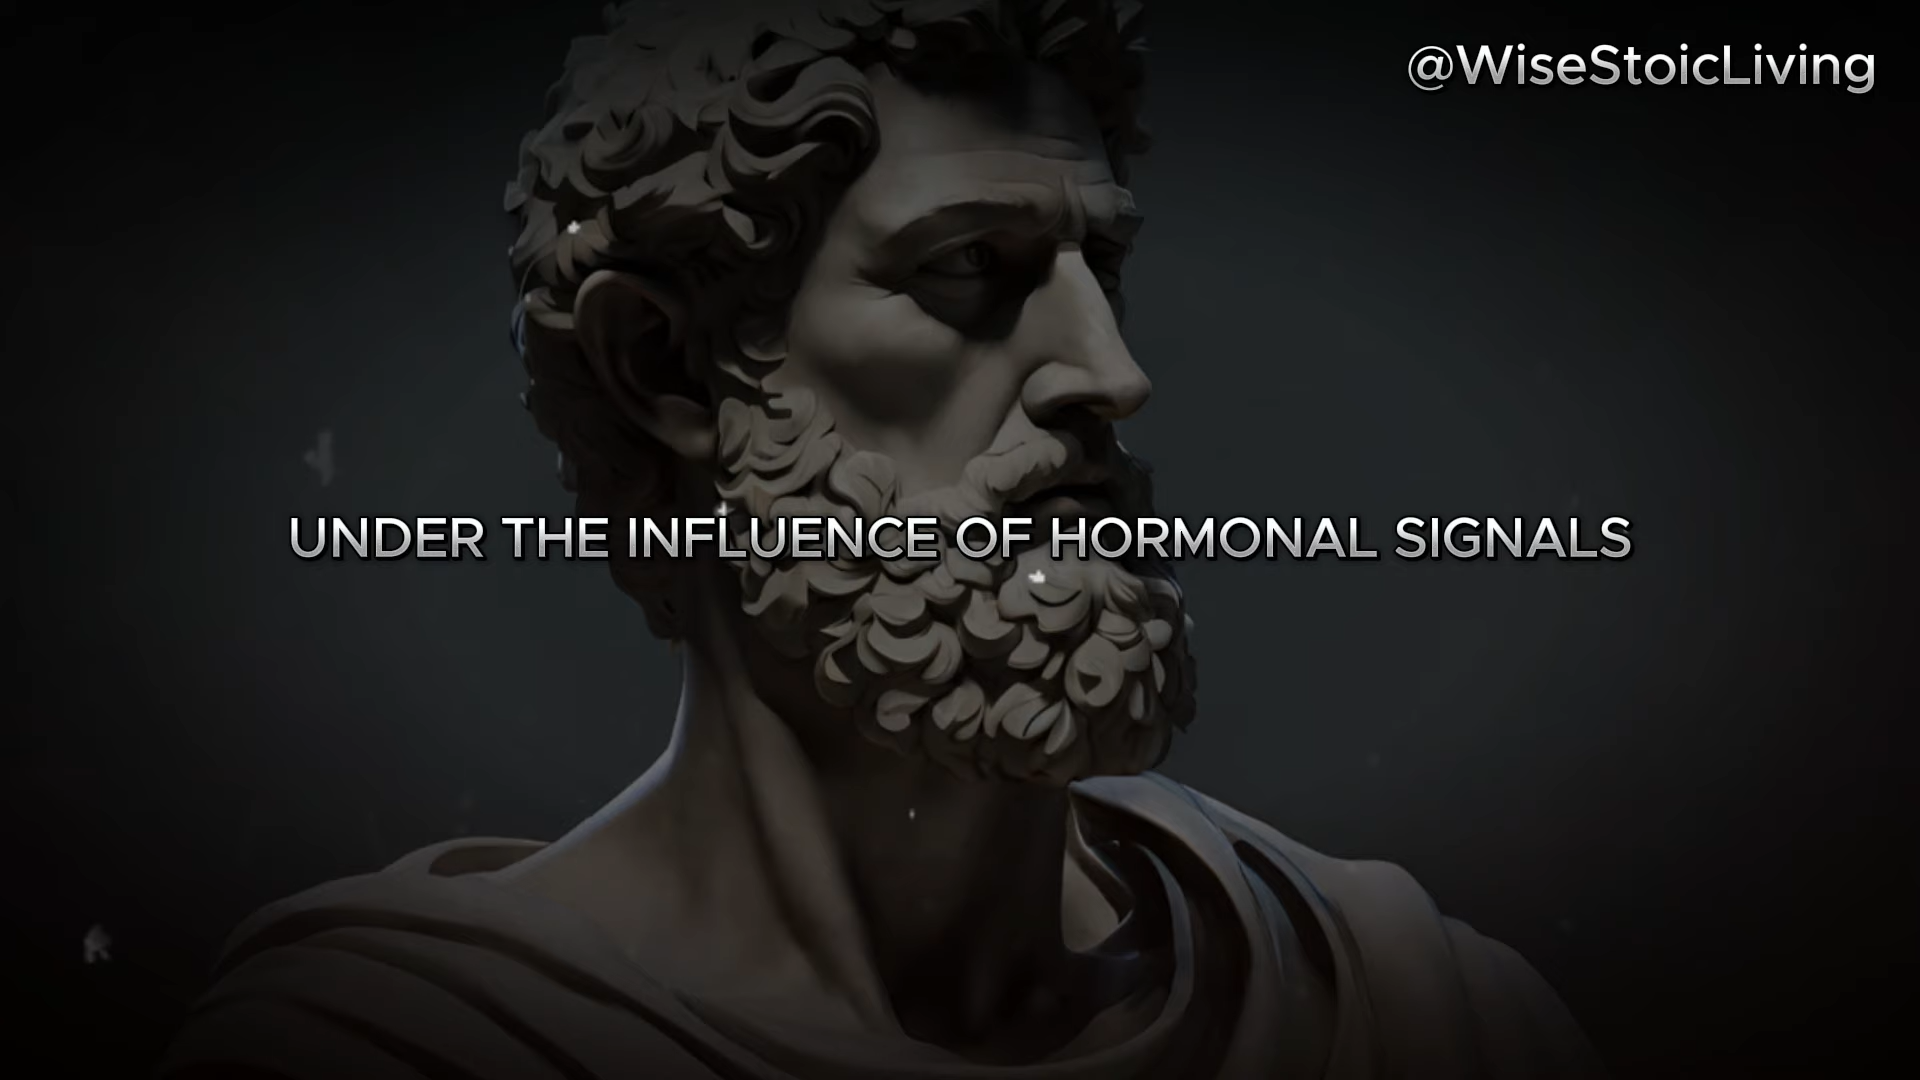 @WiseStoicLiving
UNDER THE INFLUENCE OF HORMONAL SIGNALS